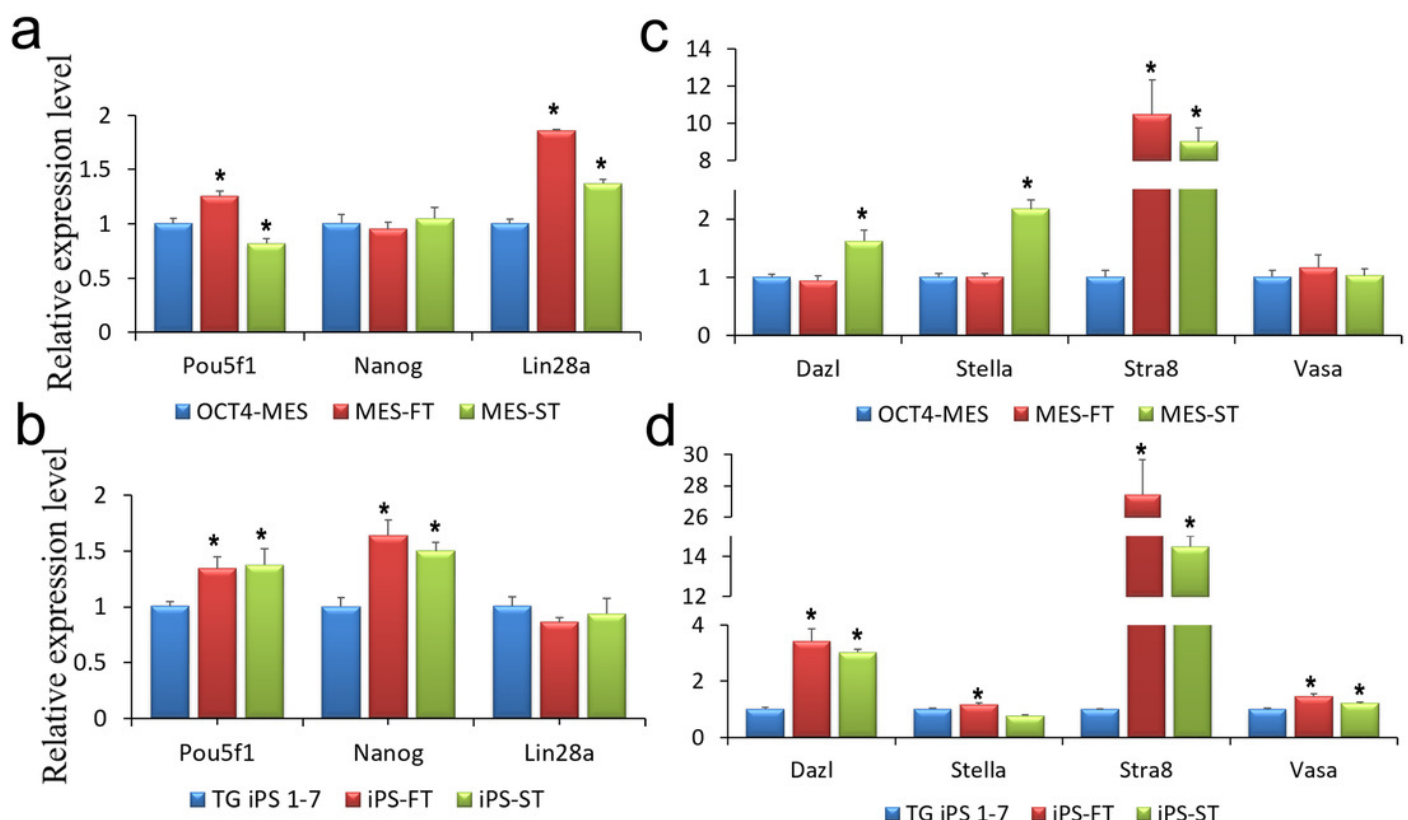 a
Relative expression level
2
1.5
1
0.5
0
* * * *
Pou5f1 Nanog Lin28a
OCT4-MES MES-FT MES-ST
b
Relative expression level
2
1.5
1
0.5
0
* * * *
Pou5f1 Nanog Lin28a
TG iPS 1-7 iPS-FT iPS-ST
c
14
12
10
8
2
1
0
* * * *
Dazl Stella Stra8 Vasa
OCT4-MES MES-FT MES-ST
d
30
28
26
14
12
4
2
0
* * * * * * *
Dazl Stella Stra8 Vasa
TG iPS 1-7 iPS-FT iPS-ST